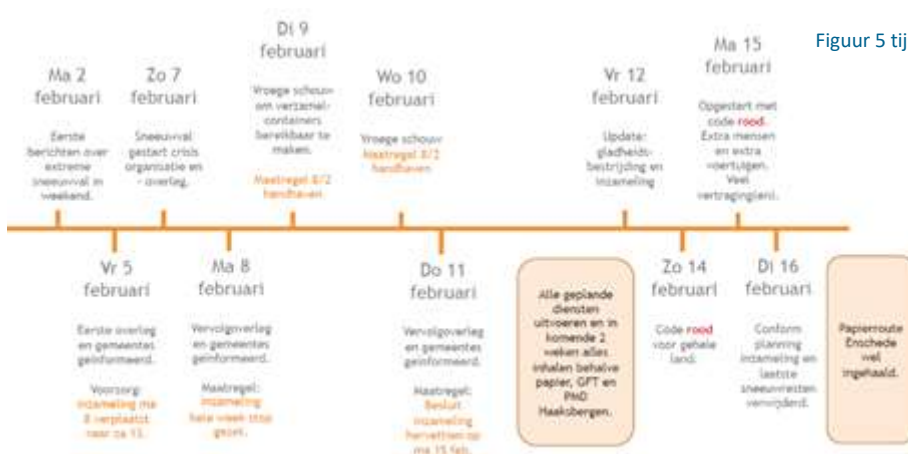 Figuur 5 tij
Ma 2
februari
Eerste
berichten over
extreme
sneeuwval in
weekend.
Zo 7
februari
Sneeuwval
gestart crisis
organisatie en
- overleg.
Di 9
februari
Vroege schouw
om verzamel-
containers
bereikbaar te
maken.
Maatregel 8/2
handhaven
Wo 10
februari
Vroege schouw
Maatregel 8/2
handhaven
Vr 12
februari
Update:
gladheids-
bestrijding en
inzameling
Ma 15
februari
Opgestart met
code rood.
Extra mensen
en extra
voertuigen.
Veel
Vr 5
februari
Eerste overleg
en gemeentes
geïnformeerd.
Voorzorg:
inzameling ma
8 verplaatst
naar za 13.
Ma 8
februari
Vervolgoverleg
en gemeentes
geïnformeerd.
Maatregel:
inzameling
hele week stop
gezet.
Do 11
februari
Vervolgoverleg
en gemeentes
geïnformeerd.
Maatregel:
Besluit
inzameling
hervatten op
ma 15 feb.
Alle geplande
diensten
uitvoeren en in
komende 2
weken alles
inhalen behalve
papier, GFT en
PMD
Haaksbergen.
Zo 14
februari
Code rood
voor gehele
land.
Di 16
februari
Conform
planning
inzameling en
laatste
sneeuwresten
verwijderd.
Papierroute
Enschede
wel
ingehaald.